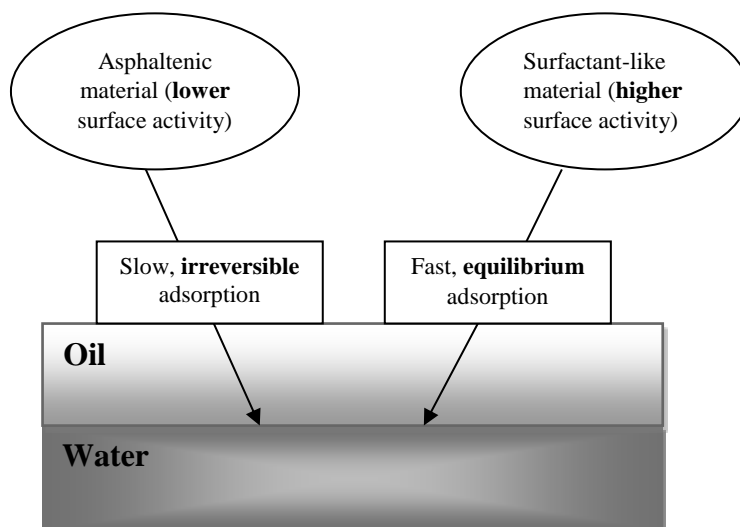 Asphaltenic
material (lower
surface activity)
Surfactant-like
material (higher
surface activity)
Slow, irreversible
adsorption
Fast, equilibrium
adsorption
Oil
Water